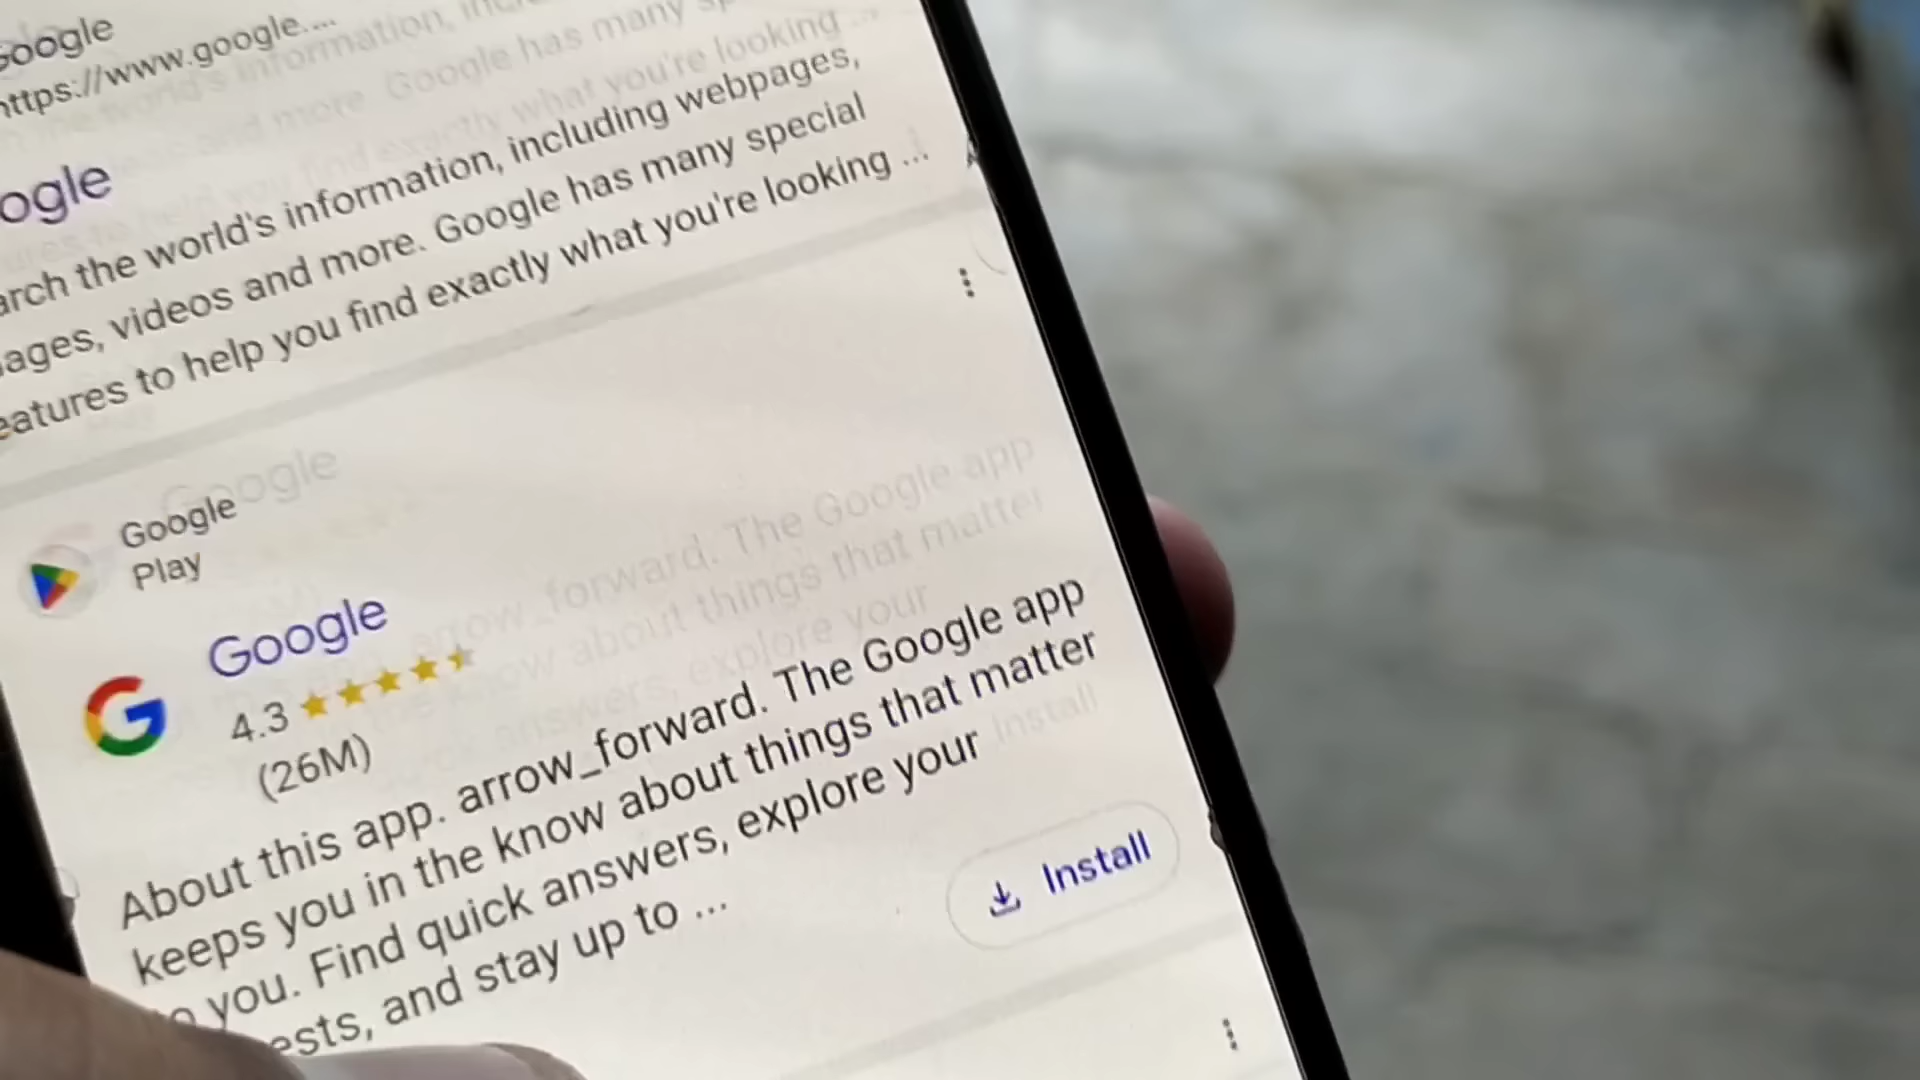 Google
https://www.google....
ogle
arch the world's information, including webpages,
ages, videos and more. Google has many special
eatures to help you find exactly what you're looking ...
Google
Play
Google
4.3
(26M)
About this app. arrow_forward. The Google app
keeps you in the know about things that matter
you. Find quick answers, explore your
ests, and stay up to ...
Install